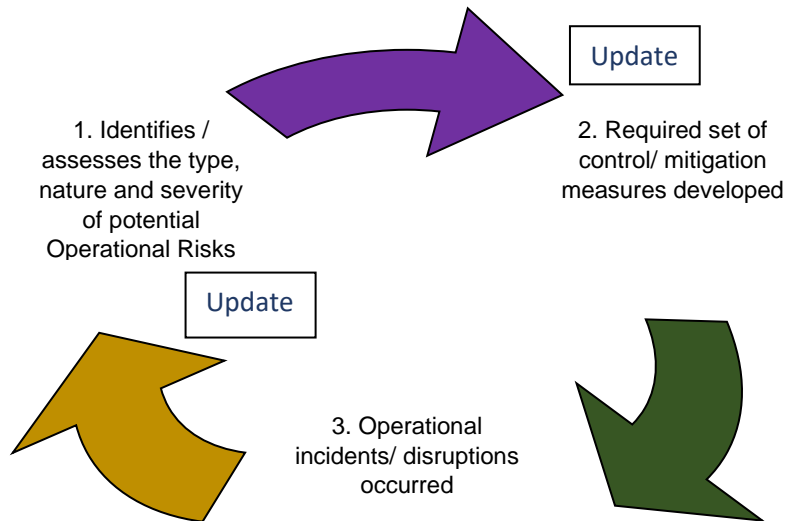 Update
1. Identifies /
assesses the type,
nature and severity
of potential
Operational Risks
2. Required set of
control/ mitigation
measures developed
Update
3. Operational
incidents/ disruptions
occurred